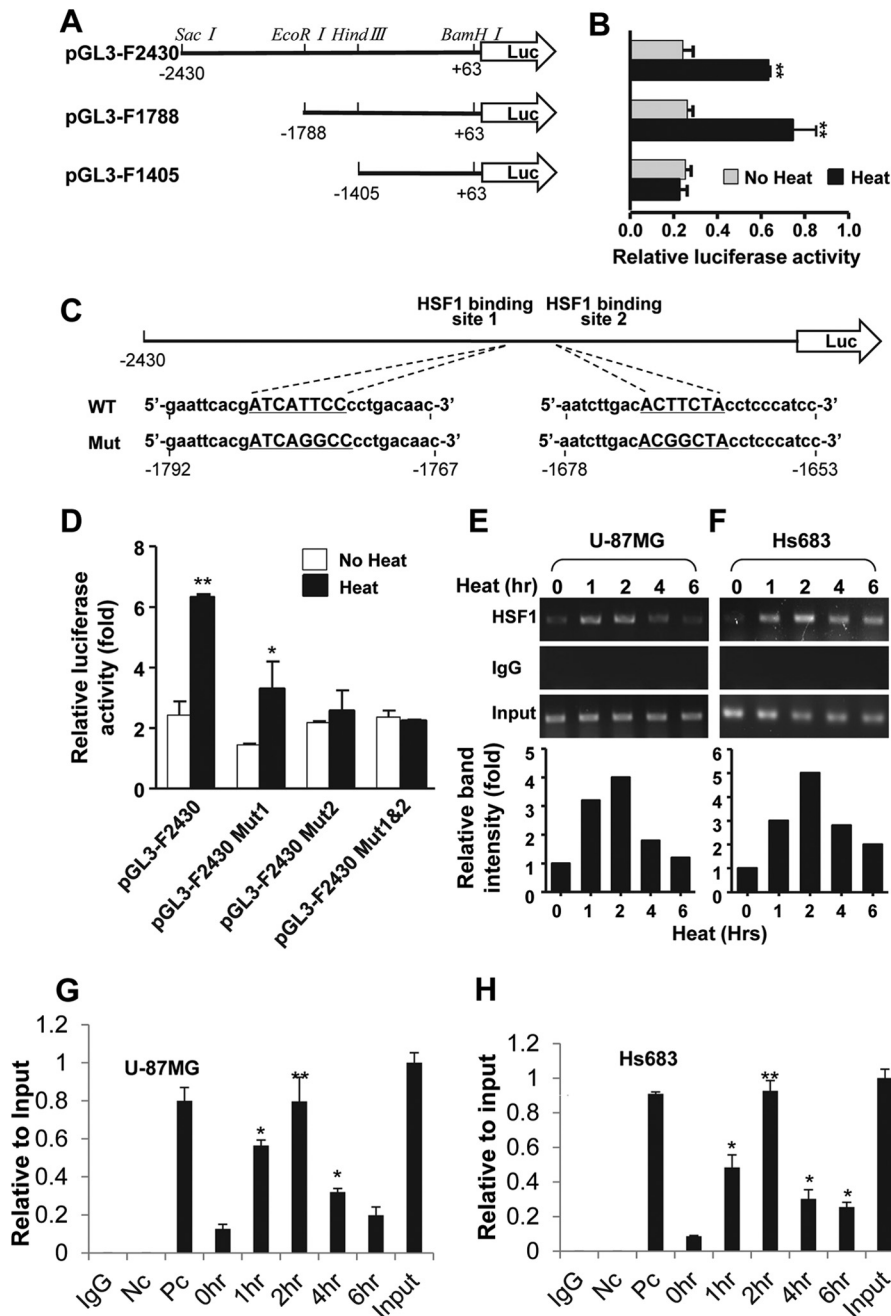 A
Sac I EcoR I Hind III BamH I
pGL3-F2430 Luc
-2430 +63
pGL3-F1788 Luc
-1788 +63
pGL3-F1405 Luc
-1405 +63
B
**
**
No Heat Heat
0.0 0.2 0.4 0.6 0.8 1.0
Relative luciferase activity
C
HSF1 binding site 1
HSF1 binding site 2
Luc
-2430
WT 5'-gaattcacgATCATTCCcctgacaac-3' 5'-aatcttgacACTTCTAcctcccatcc-3'
Mut 5'-gaattcacgATCAGGCCcctgacaac-3' 5'-aatcttgacACGGCTAcctcccatcc-3'
-1792 -1767 -1678 -1653
D
Relative luciferase activity (fold)
8
6
4
2
0
No Heat
Heat
**
*
pGL3-F2430
pGL3-F2430 Mut1
pGL3-F2430 Mut2
pGL3-F2430 Mut1&2
E
U-87MG
F
Hs683
Heat (hr) 0 1 2 4 6 0 1 2 4 6
HSF1
IgG
Input
Relative band intensity (fold)
5
4
3
2
1
0
0 1 2 4 6
6
5
4
3
2
1
0
0 1 2 4 6
Heat (Hrs)
G
U-87MG
Relative to Input
1.2
1
0.8
0.6
0.4
0.2
0
* ** *
IgG Nc Pc 0hr 1hr 2hr 4hr 6hr Input
H
Hs683
Relative to input
1.2
1
0.8
0.6
0.4
0.2
0
* ** * *
IgG Nc Pc 0hr 1hr 2hr 4hr 6hr Input